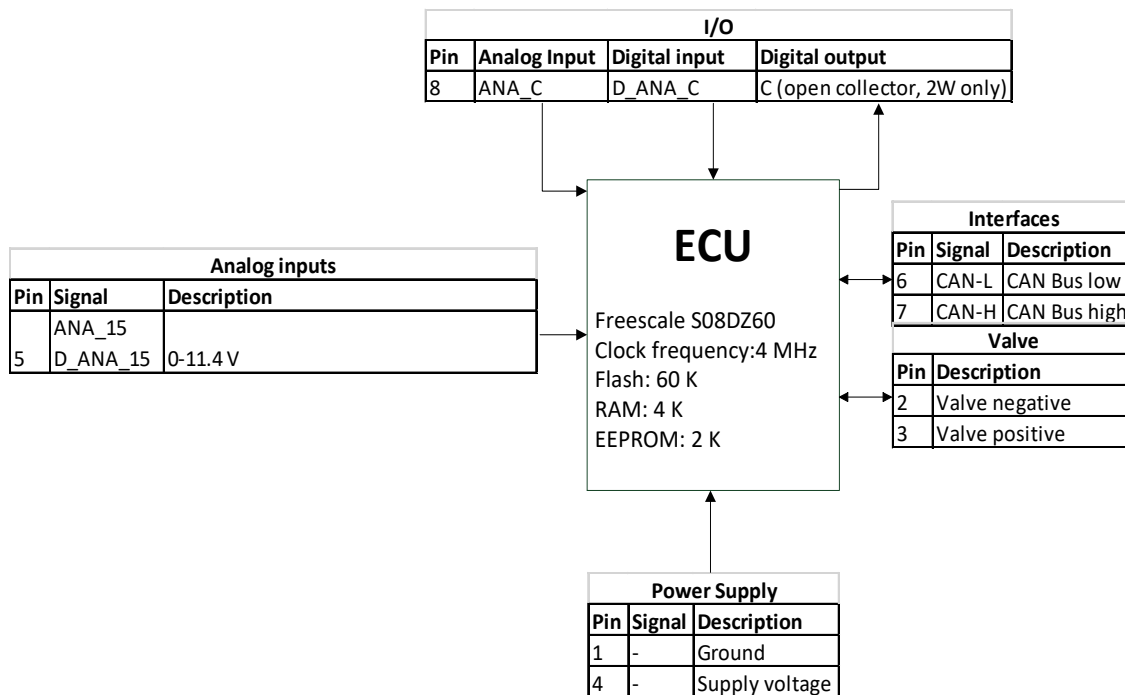 I/O
Pin Analog Input Digital input Digital output
8 ANA_C D_ANA_C C (open collector, 2W only)
ECU
Freescale S08DZ60
Clock frequency:4 MHz
Flash: 60 K
RAM: 4 K
EEPROM: 2 K
Analog inputs
Pin Signal Description
ANA_15
5 D_ANA_15 0-11.4 V
Interfaces
Pin Signal Description
6 CAN-L CAN Bus low
7 CAN-H CAN Bus high
Valve
Pin Description
2 Valve negative
3 Valve positive
Power Supply
Pin Signal Description
1 - Ground
4 - Supply voltage